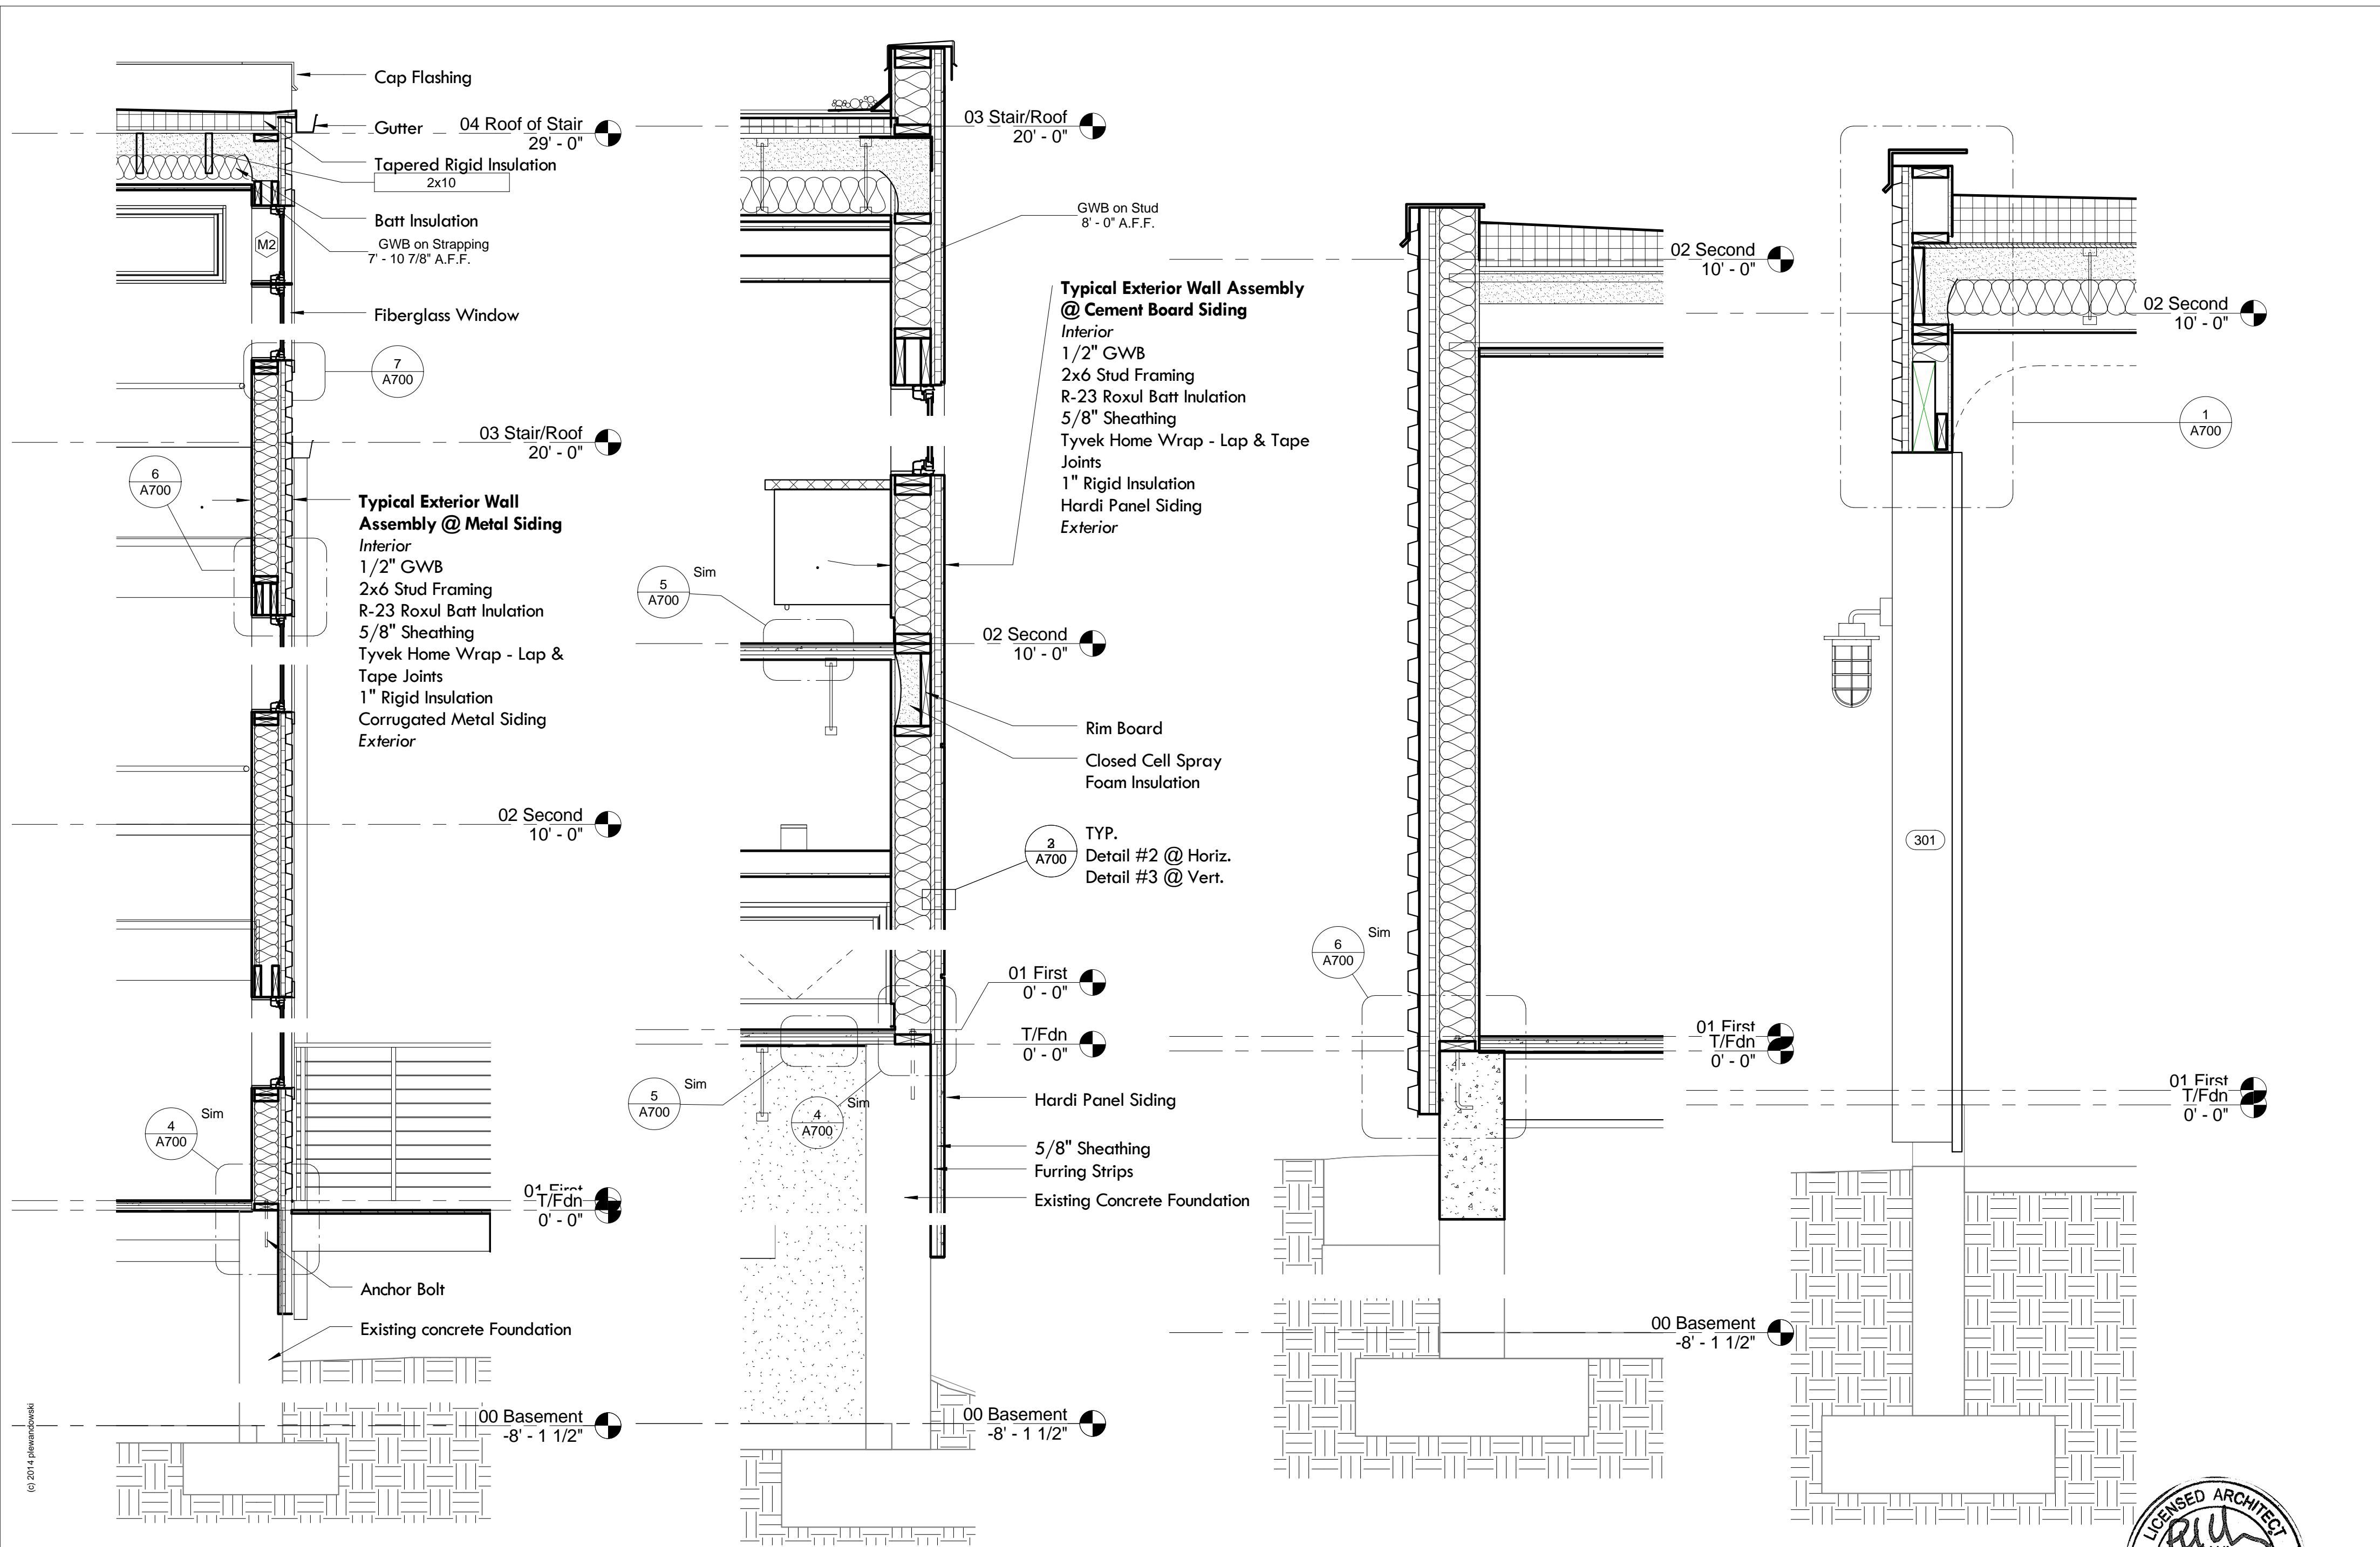 Cap Flashing
Gutter
04 Roof of Stair
29' - 0"
Tapered Rigid Insulation
2x10
Batt Insulation
M2
GWB on Strapping
7' - 10 7/8" A.F.F.
Fiberglass Window
7
A700
03 Stair/Roof
20' - 0"
6
A700
Typical Exterior Wall
Assembly @ Metal Siding
Interior
1/2" GWB
2x6 Stud Framing
R-23 Roxul Batt Inulation
5/8" Sheathing
Tyvek Home Wrap - Lap &
Tape Joints
1" Rigid Insulation
Corrugated Metal Siding
Exterior
02 Second
10' - 0"
4
A700
Sim
01 First
T/Fdn
0' - 0"
Anchor Bolt
Existing concrete Foundation
00 Basement
-8' - 1 1/2"
(c) 2014 plewandowski
03 Stair/Roof
20' - 0"
GWB on Stud
8' - 0" A.F.F.
Typical Exterior Wall Assembly
@ Cement Board Siding
Interior
1/2" GWB
2x6 Stud Framing
R-23 Roxul Batt Inulation
5/8" Sheathing
Tyvek Home Wrap - Lap & Tape
Joints
1" Rigid Insulation
Hardi Panel Siding
Exterior
5
A700
Sim
02 Second
10' - 0"
Rim Board
Closed Cell Spray
Foam Insulation
A700
TYP.
Detail #2 @ Horiz.
Detail #3 @ Vert.
01 First
0' - 0"
T/Fdn
0' - 0"
5
A700
Sim
4
A700
Sim
Hardi Panel Siding
5/8" Sheathing
Furring Strips
Existing Concrete Foundation
00 Basement
-8' - 1 1/2"
02 Second
10' - 0"
6
A700
Sim
01 First
T/Fdn
0' - 0"
00 Basement
-8' - 1 1/2"
02 Second
10' - 0"
1
A700
301
01 First
T/Fdn
0' - 0"
LICENSED ARCHITECT